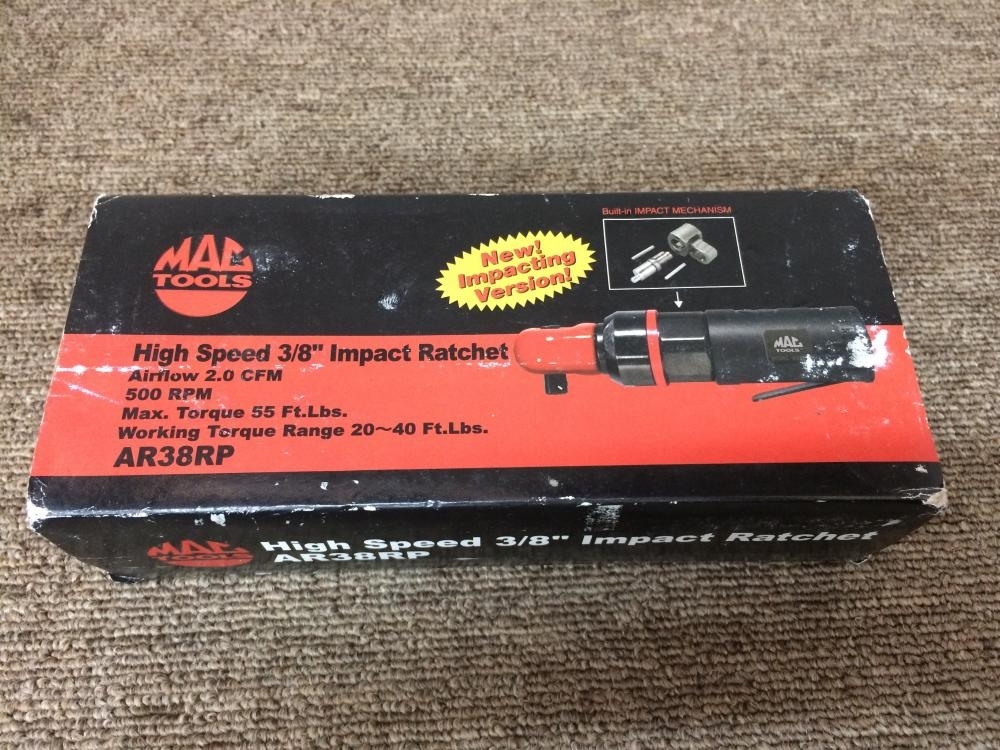 Built-in IMPACT MECHANISM
MAC
TOOLS
New!
Impacting
Version!
MAC
TOOLS
High Speed 3/8" Impact Ratchet
Airflow 2.0 CFM
500 RPM
Max. Torque 55 Ft.Lbs.
Working Torque Range 20~40 Ft.Lbs.
AR38RP
MAC
TOOLS
High Speed 3/8" Impact Ratchet
AR38RP